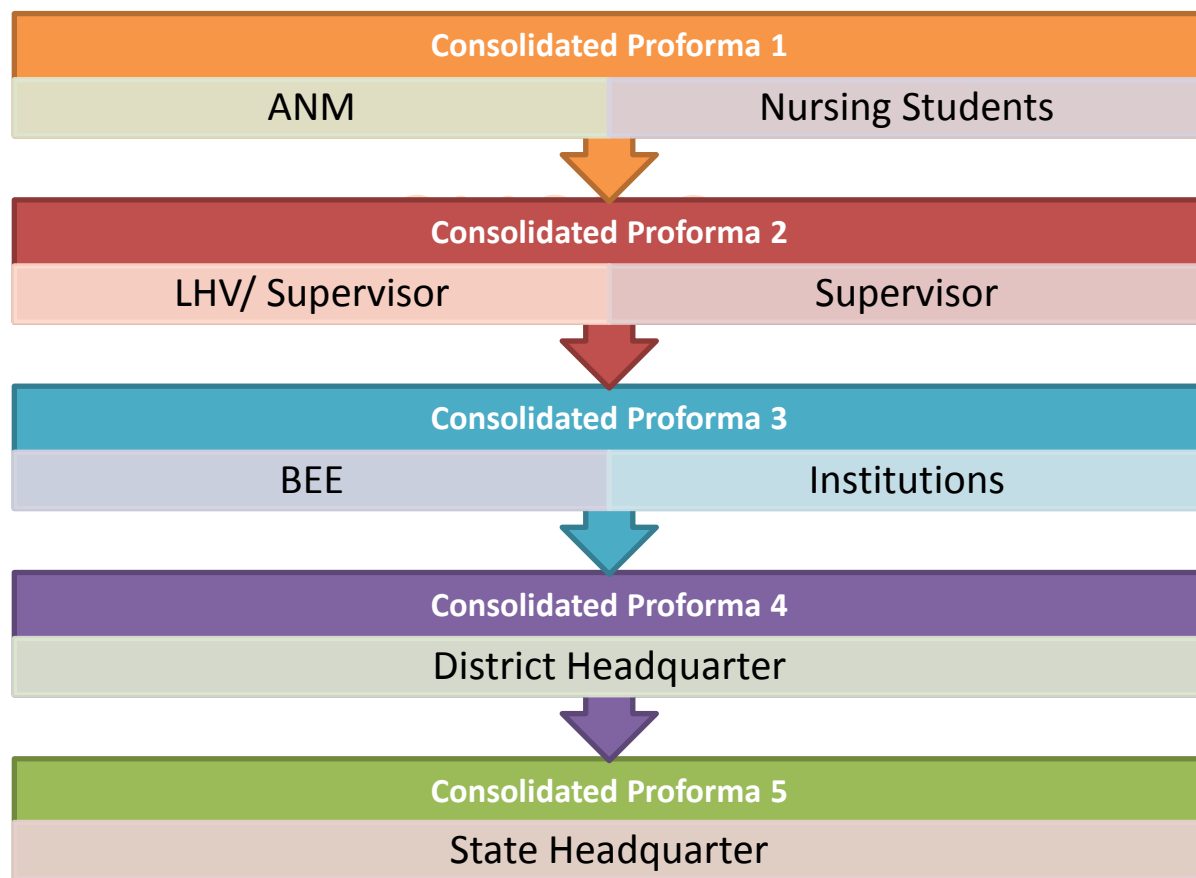 Consolidated Proforma 1
ANM
Nursing Students
Consolidated Proforma 2
LHV/ Supervisor
Supervisor
Consolidated Proforma 3
BEE
Institutions
Consolidated Proforma 4
District Headquarter
Consolidated Proforma 5
State Headquarter